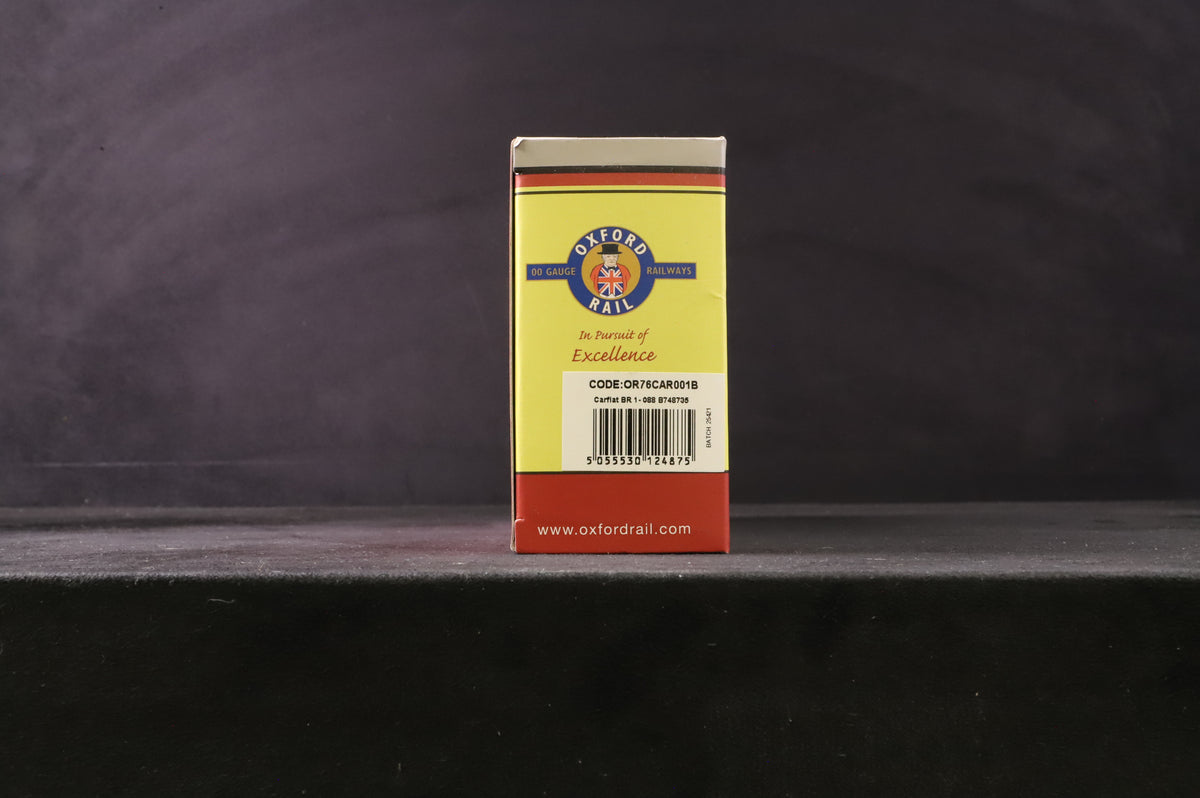 OXFORD
00 GAUGE RAILWAYS
RAIL
In Pursuit of
Excellence
CODE:OR76CAR001B
Carflat BR 1 - 088 B748735
BATCH 25421
5 055530 124875
www.oxfordrail.com